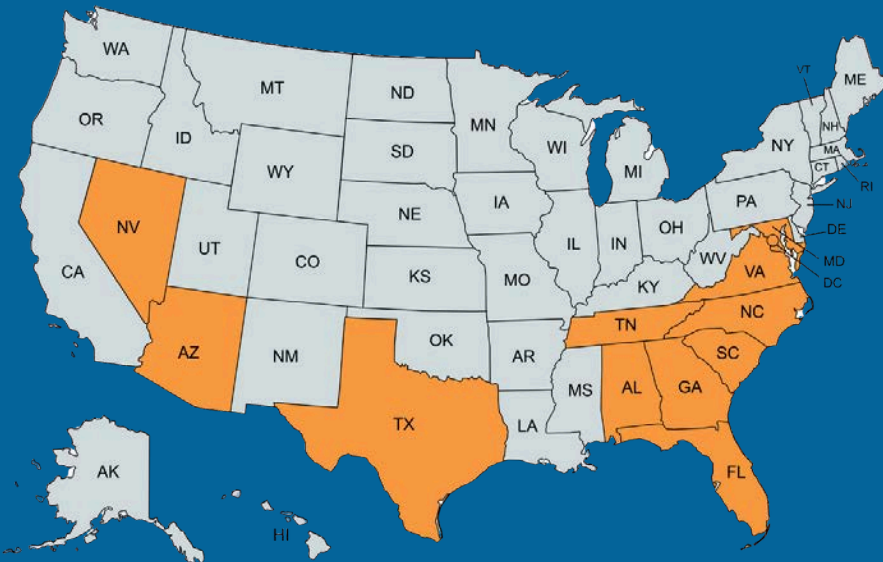 WA
MT
ND
MN
VT
ME
OR
ID
SD
WI
NY
NH
WY
MI
MA
CT
RI
NE
IA
PA
NJ
NV
UT
CO
IL
IN
OH
DE
CA
KS
MO
WV
MD
KY
VA
DC
AZ
NM
OK
TN
NC
AR
SC
MS
AL
GA
TX
LA
AK
FL
HI